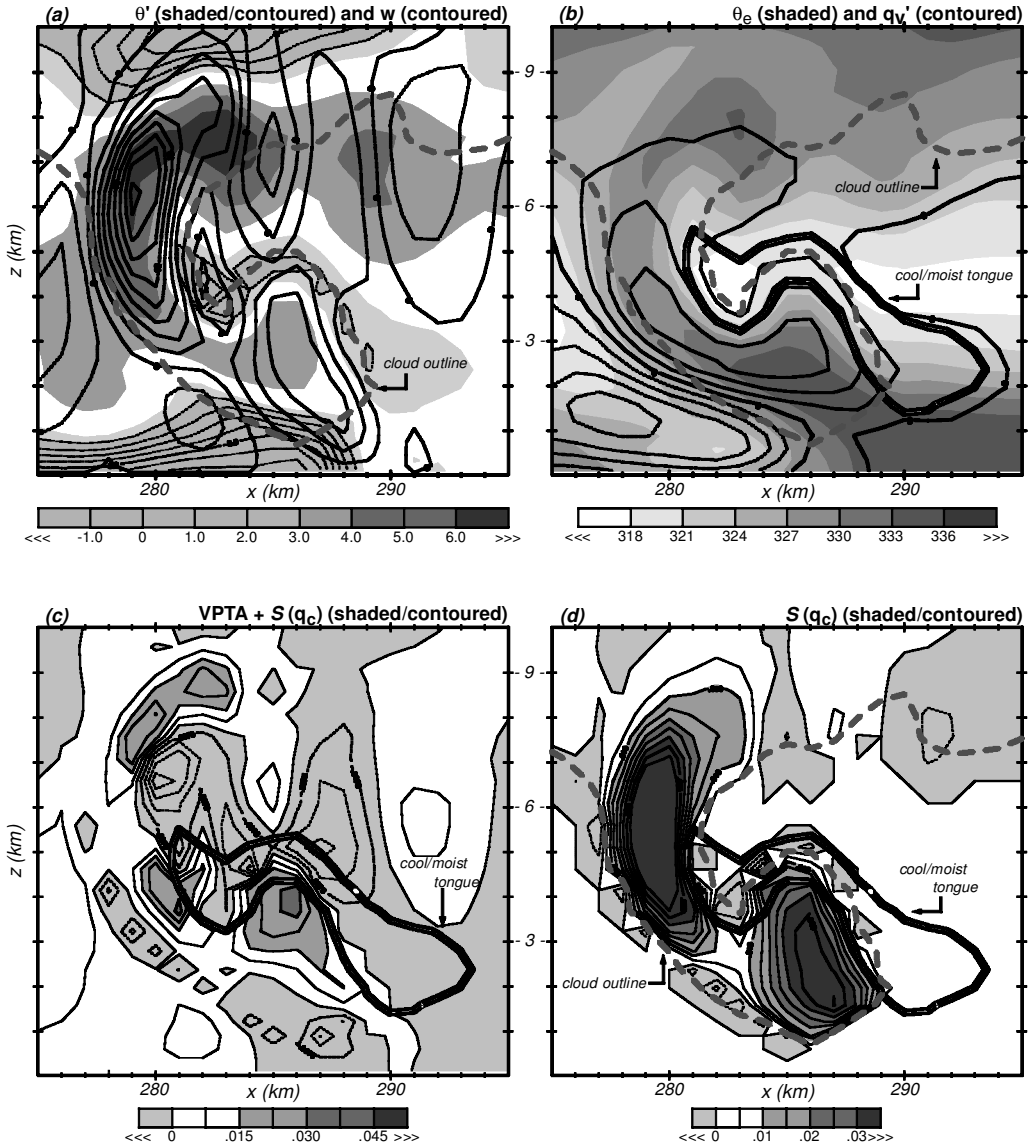 (a) θ' (shaded/contoured) and w (contoured)
(b) θe (shaded) and qv' (contoured)
z (km)
- 9 -
6
- 3 -
cloud outline
cloud outline
cool/moist tongue
280 x (km) 290
280 x (km) 290
<<< -1.0 0 1.0 2.0 3.0 4.0 5.0 6.0 >>>
<<< 318 321 324 327 330 333 336 >>>
(c) VPTA + S (qc) (shaded/contoured)
(d) S (qc) (shaded/contoured)
z (km)
- 9 -
6
- 3 -
cool/moist
tongue
cool/moist
tongue
cloud outline
280 x (km) 290
280 x (km) 290
<<< 0 .015 .030 .045 >>>
<<< 0 .01 .02 .03 >>>